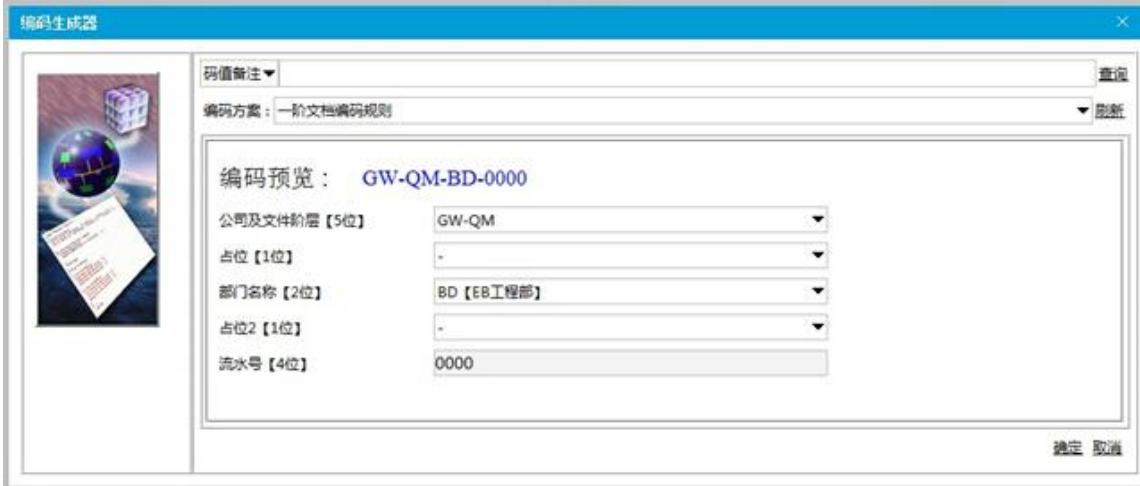 编码生成器
码值备注 查询
编码方案：一阶文档编码规则 刷新
编码预览： GW-QM-BD-0000
公司及文件阶层【5位】 GW-QM
占位【1位】 -
部门名称【2位】 BD【EB工程部】
占位2【1位】 -
流水号【4位】 0000
确定 取消